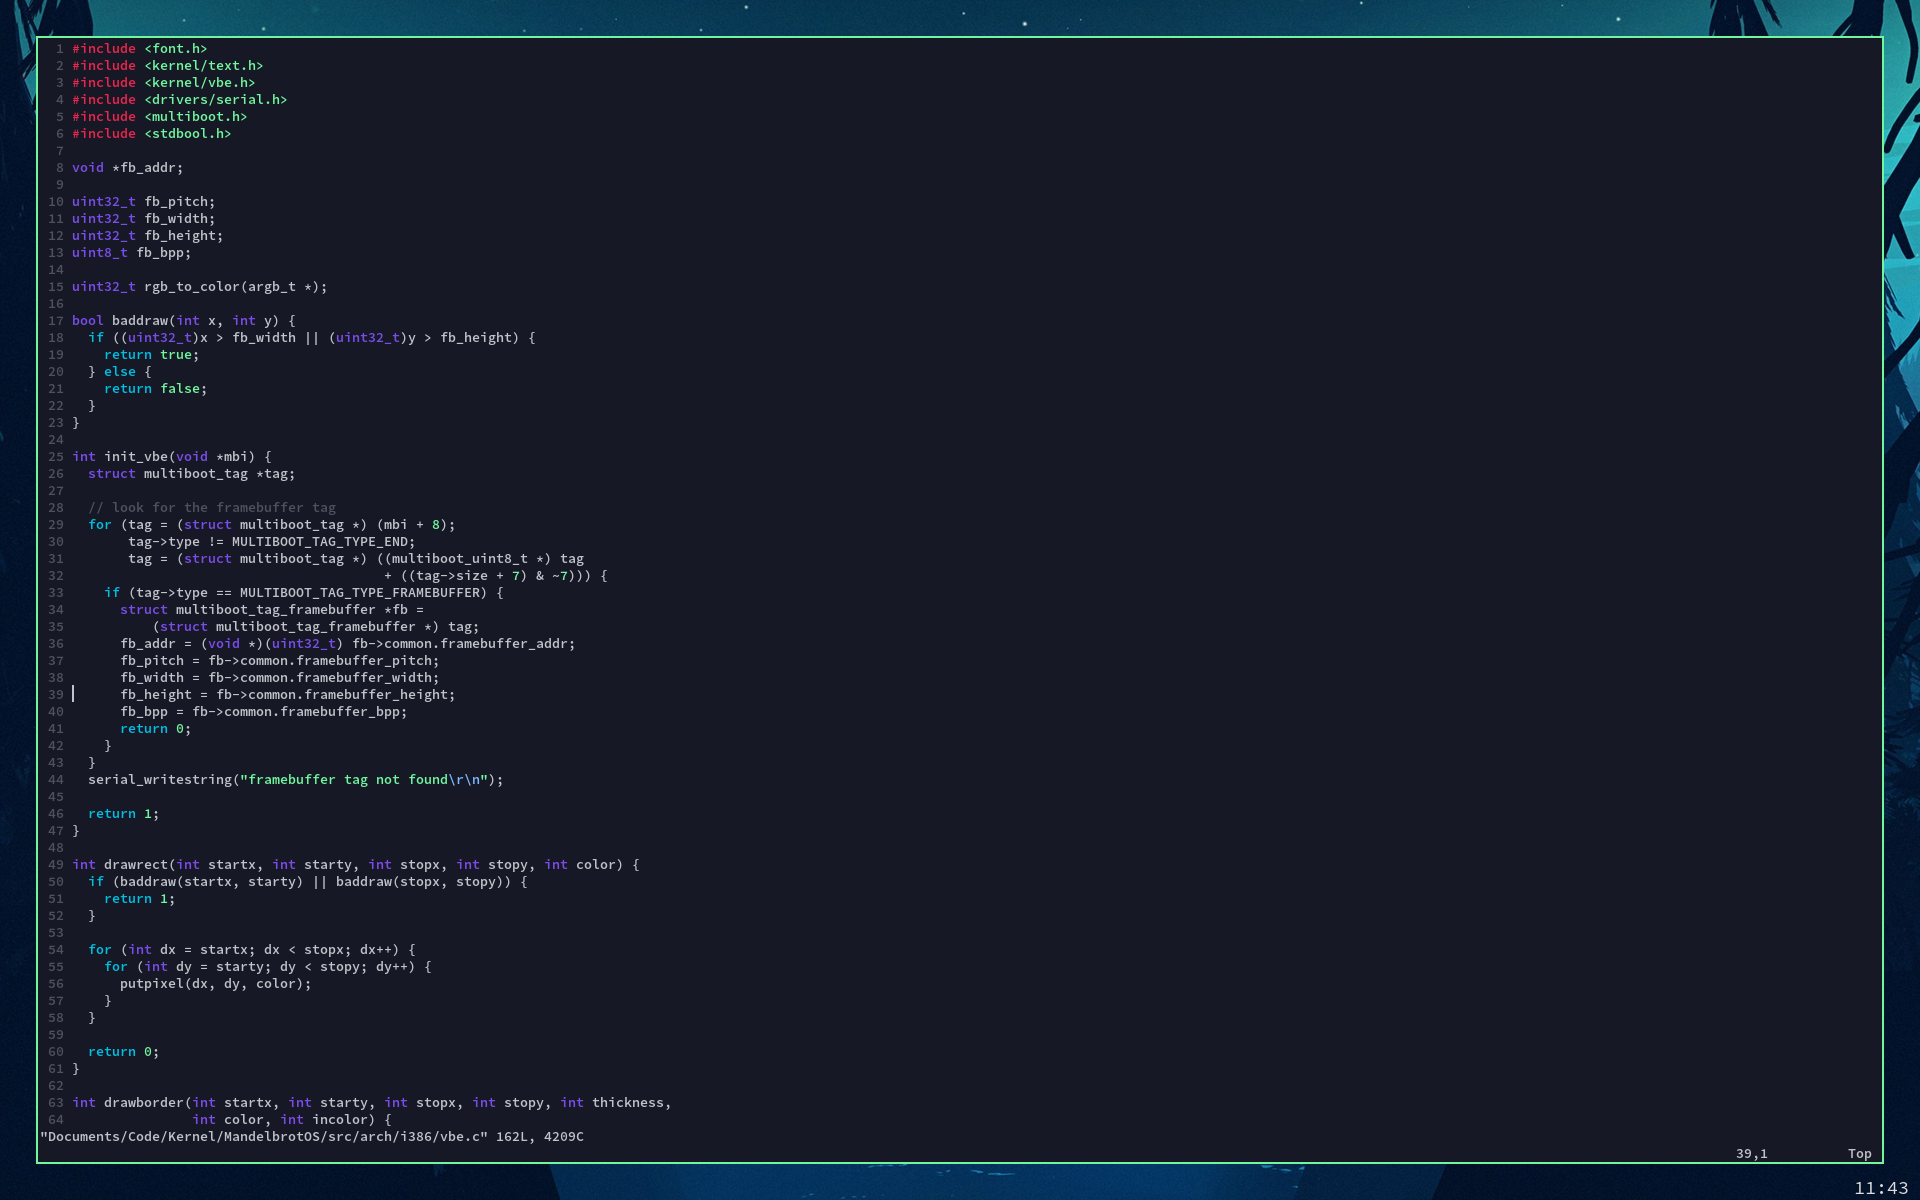 1 #include <font.h>
2 #include <kernel/text.h>
3 #include <kernel/vbe.h>
4 #include <drivers/serial.h>
5 #include <multiboot.h>
6 #include <stdbool.h>
7
8 void *fb_addr;
9
10 uint32_t fb_pitch;
11 uint32_t fb_width;
12 uint32_t fb_height;
13 uint8_t fb_bpp;
14
15 uint32_t rgb_to_color(argb_t *);
16
17 bool baddraw(int x, int y) {
18   if ((uint32_t)x > fb_width || (uint32_t)y > fb_height) {
19     return true;
20   } else {
21     return false;
22   }
23 }
24
25 int init_vbe(void *mbi) {
26   struct multiboot_tag *tag;
27
28   // look for the framebuffer tag
29   for (tag = (struct multiboot_tag *) (mbi + 8);
30        tag->type != MULTIBOOT_TAG_TYPE_END;
31        tag = (struct multiboot_tag *) ((multiboot_uint8_t *) tag
32                                        + ((tag->size + 7) & ~7))) {
33     if (tag->type == MULTIBOOT_TAG_TYPE_FRAMEBUFFER) {
34       struct multiboot_tag_framebuffer *fb =
35           (struct multiboot_tag_framebuffer *) tag;
36       fb_addr = (void *)(uint32_t) fb->common.framebuffer_addr;
37       fb_pitch = fb->common.framebuffer_pitch;
38       fb_width = fb->common.framebuffer_width;
39       fb_height = fb->common.framebuffer_height;
40       fb_bpp = fb->common.framebuffer_bpp;
41       return 0;
42     }
43   }
44   serial_writestring("framebuffer tag not found\r\n");
45
46   return 1;
47 }
48
49 int drawrect(int startx, int starty, int stopx, int stopy, int color) {
50   if (baddraw(startx, starty) || baddraw(stopx, stopy)) {
51     return 1;
52   }
53
54   for (int dx = startx; dx < stopx; dx++) {
55     for (int dy = starty; dy < stopy; dy++) {
56       putpixel(dx, dy, color);
57     }
58   }
59
60   return 0;
61 }
62
63 int drawborder(int startx, int starty, int stopx, int stopy, int thickness,
64                int color, int incolor) {
"Documents/Code/Kernel/MandelbrotOS/src/arch/i386/vbe.c" 162L, 4209C
39,1 Top
11:43